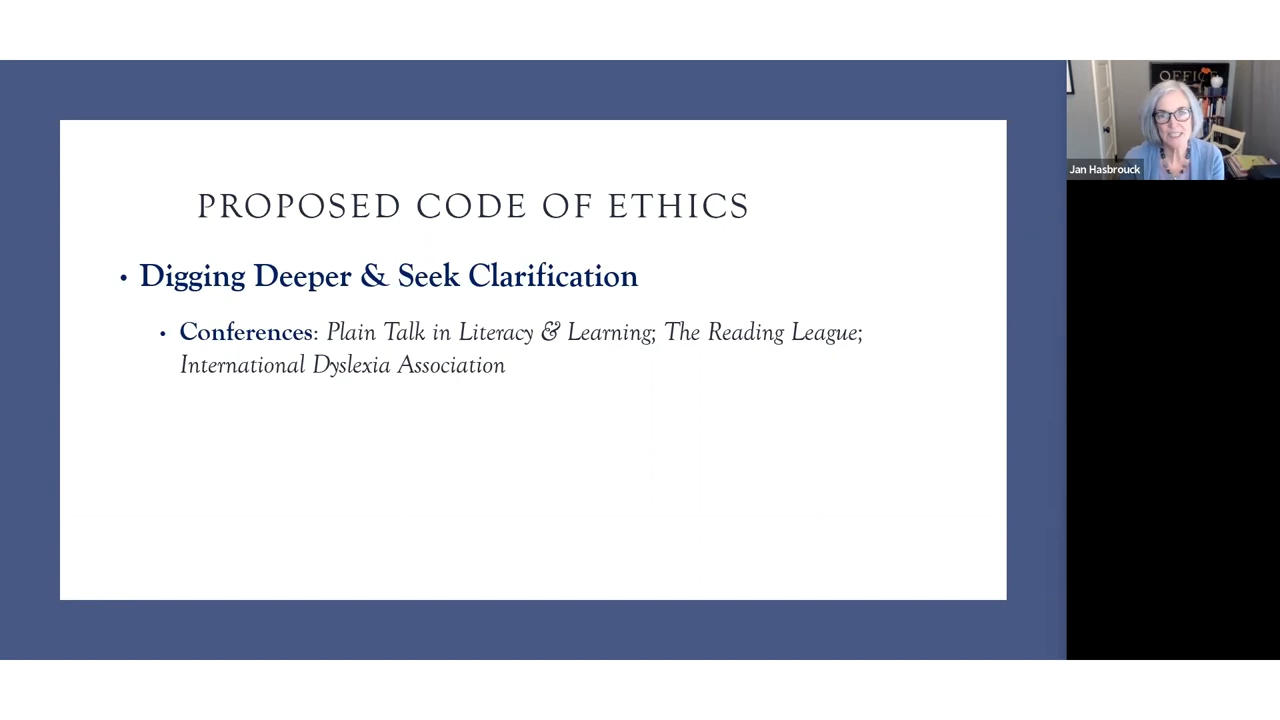 PROPOSED CODE OF ETHICS
• Digging Deeper & Seek Clarification
• Conferences: Plain Talk in Literacy & Learning; The Reading League;
International Dyslexia Association
OFFICE
Jan Hasbrouck